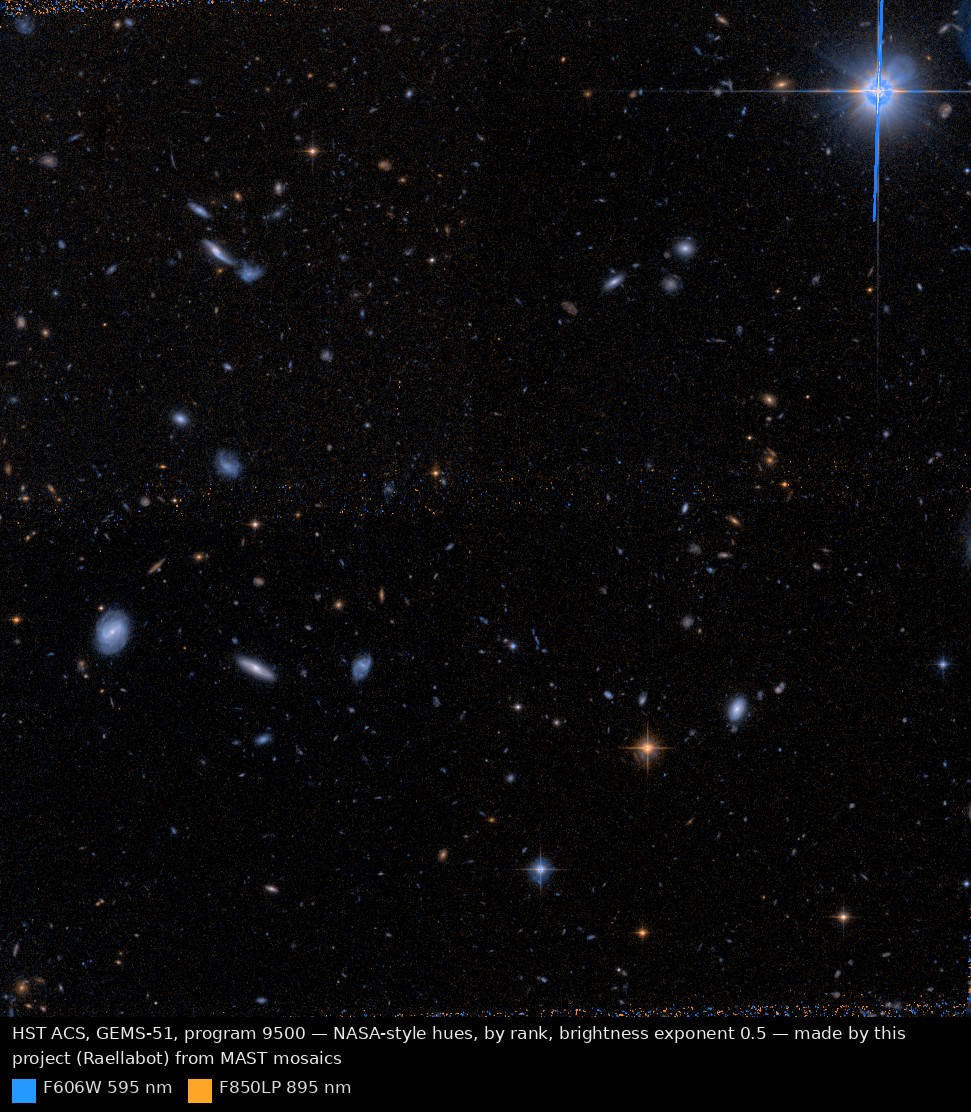 HST ACS, GEMS-51, program 9500 — NASA-style hues, by rank, brightness exponent 0.5 — made by this
project (Raellabot) from MAST mosaics
F606W 595 nm F850LP 895 nm